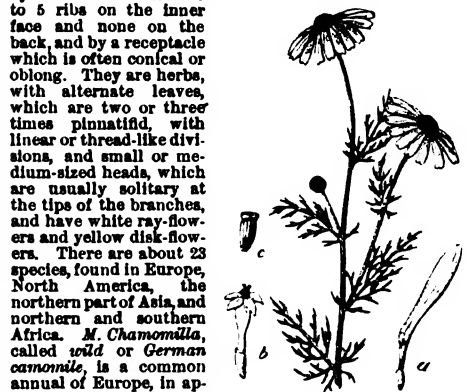 to 5 ribs on the inner
face and none on the
back, and by a receptacle
which is often conical or
oblong. They are herbs,
with alternate leaves,
which are two or three
times pinnatifid, with
linear or thread-like divi-
sions, and small or me-
dium-sized heads, which
are usually solitary at
the tips of the branches,
and have white ray-flow-
ers and yellow disk-flow-
ers. There are about 23
species, found in Europe,
North America, the
northern part of Asia, and
northern and southern
Africa. M. Chamomilla,
called wild or German
camomile, is a common
annual of Europe, in ap-
c
b
a